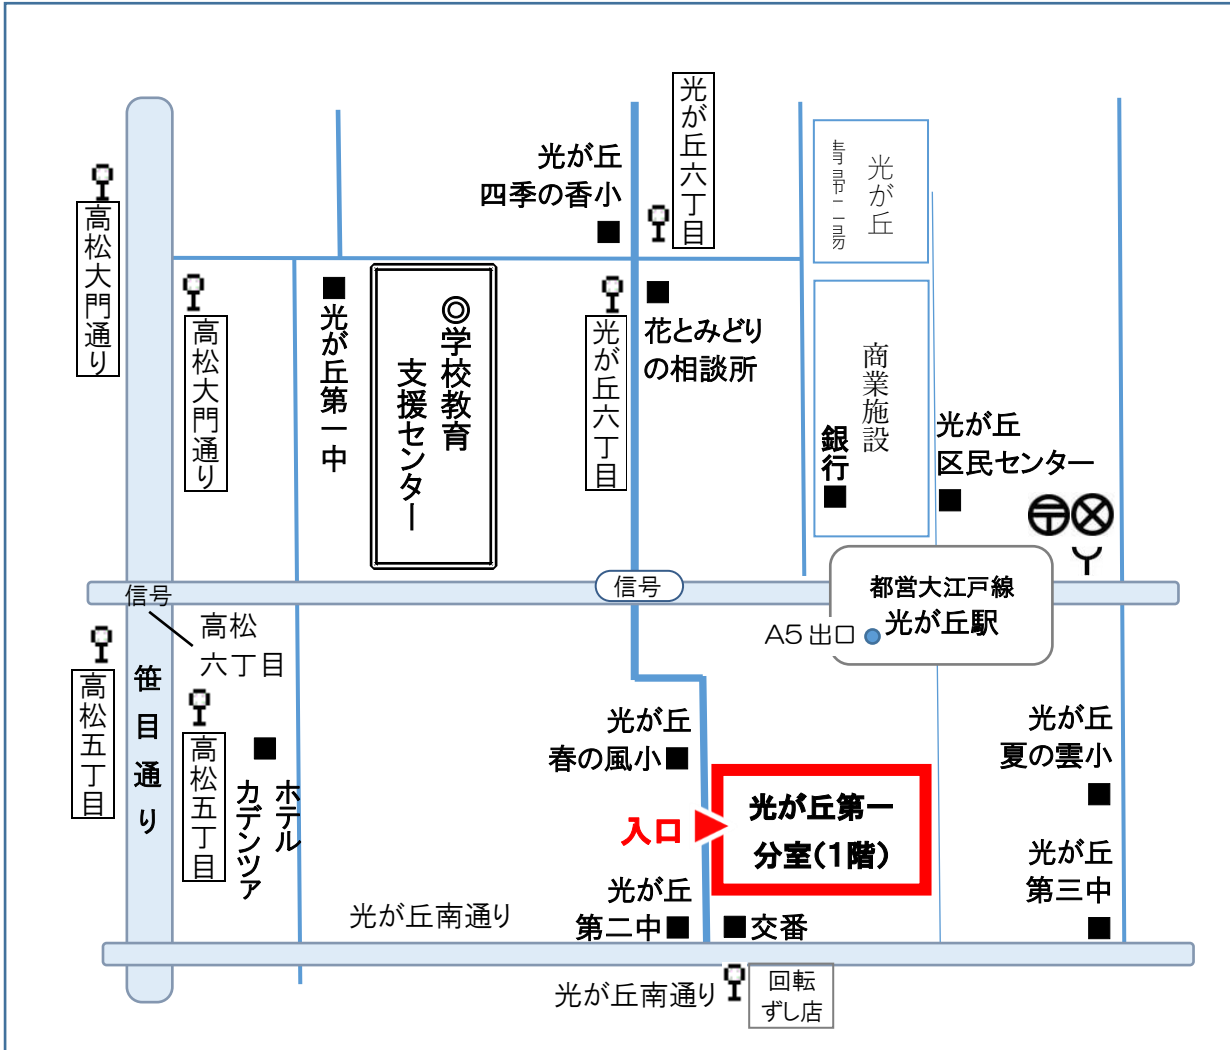 光が丘六丁目
光が丘
四季の香小
光が丘
高松大門通り
高松大門通り
光が丘第一中
◎学校教育
支援センター
光が丘六丁目
花とみどり
の相談所
商業施設
銀行
光が丘
区民センター
信号
信号
都営大江戸線
光が丘駅
A5出口
高松
六丁目
笹目通り
高松五丁目
高松五丁目
ホテル
カデンツァ
光が丘
春の風小
光が丘
夏の雲小
入口
光が丘第一
分室(1階)
光が丘
第二中
交番
光が丘
第三中
光が丘南通り
光が丘南通り
回転
ずし店